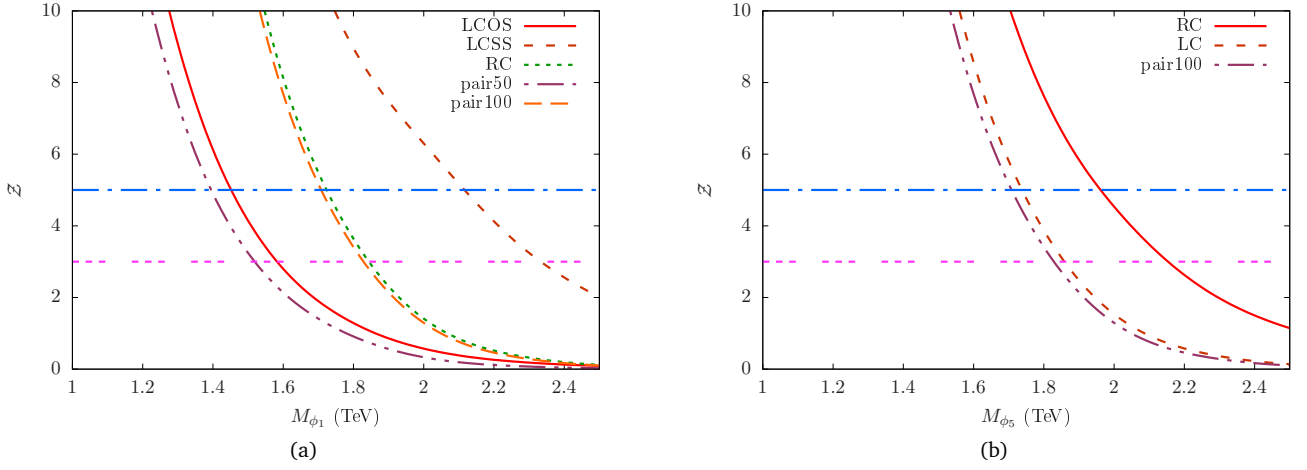 10
8
6
4
2
0
Z
LCOS
LCSS
RC
pair50
pair100
1 1.2 1.4 1.6 1.8 2 2.2 2.4
M_{ϕ_1} (TeV)
(a)
10
8
6
4
2
0
Z
RC
LC
pair100
1 1.2 1.4 1.6 1.8 2 2.2 2.4
M_{ϕ_5} (TeV)
(b)